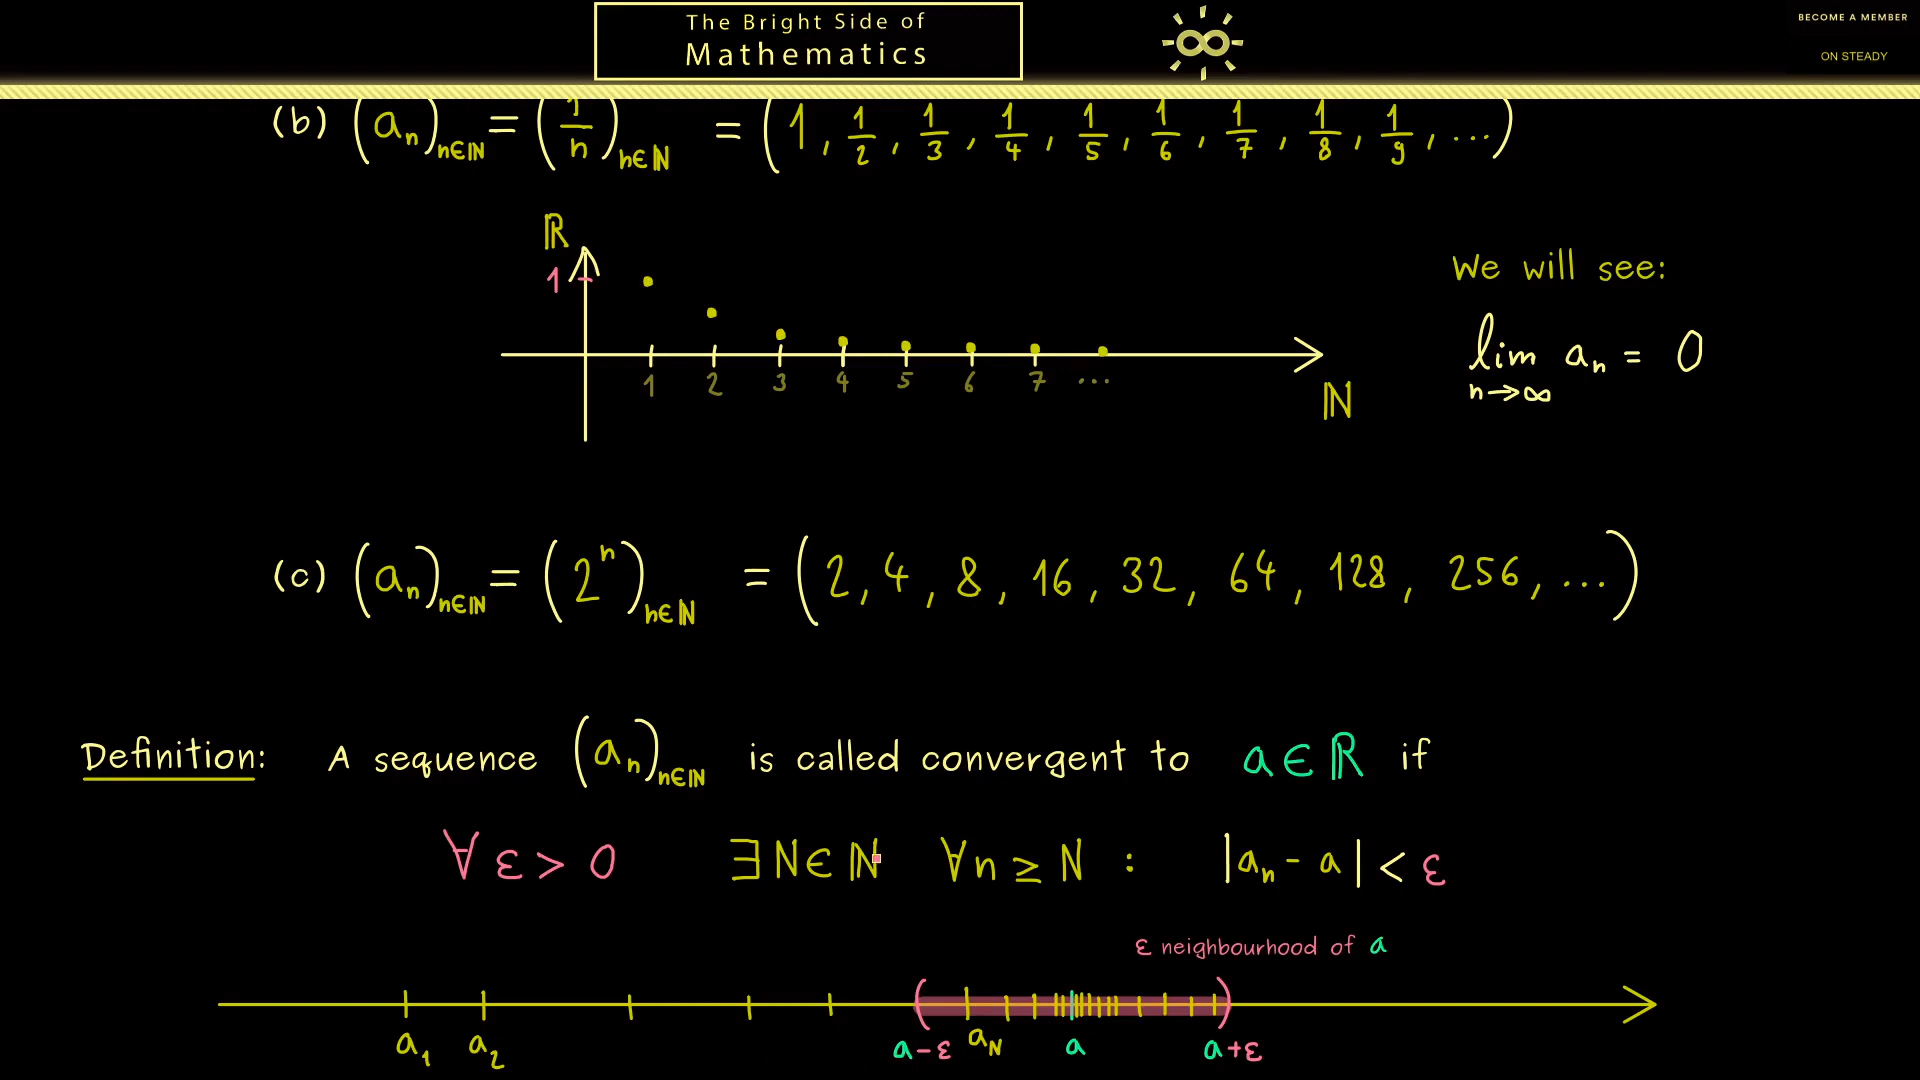 The Bright Side of
Mathematics
BECOME A MEMBER
ON STEADY
(b) (aₙ)ₙ∈ℕ = (1/n)ₙ∈ℕ = (1, 1/2, 1/3, 1/4, 1/5, 1/6, 1/7, 1/8, 1/9, ...)
ℝ
1
1 2 3 4 5 6 7 ...
ℕ
We will see:
lim aₙ = 0
n→∞
(c) (aₙ)ₙ∈ℕ = (2ⁿ)ₙ∈ℕ = (2, 4, 8, 16, 32, 64, 128, 256, ...)
Definition: A sequence (aₙ)ₙ∈ℕ is called convergent to a∈ℝ if
∀ε>0 ∃N∈ℕ ∀n≥N : |aₙ - a| < ε
ε neighbourhood of a
a₁ a₂ a-ε a_N a a+ε